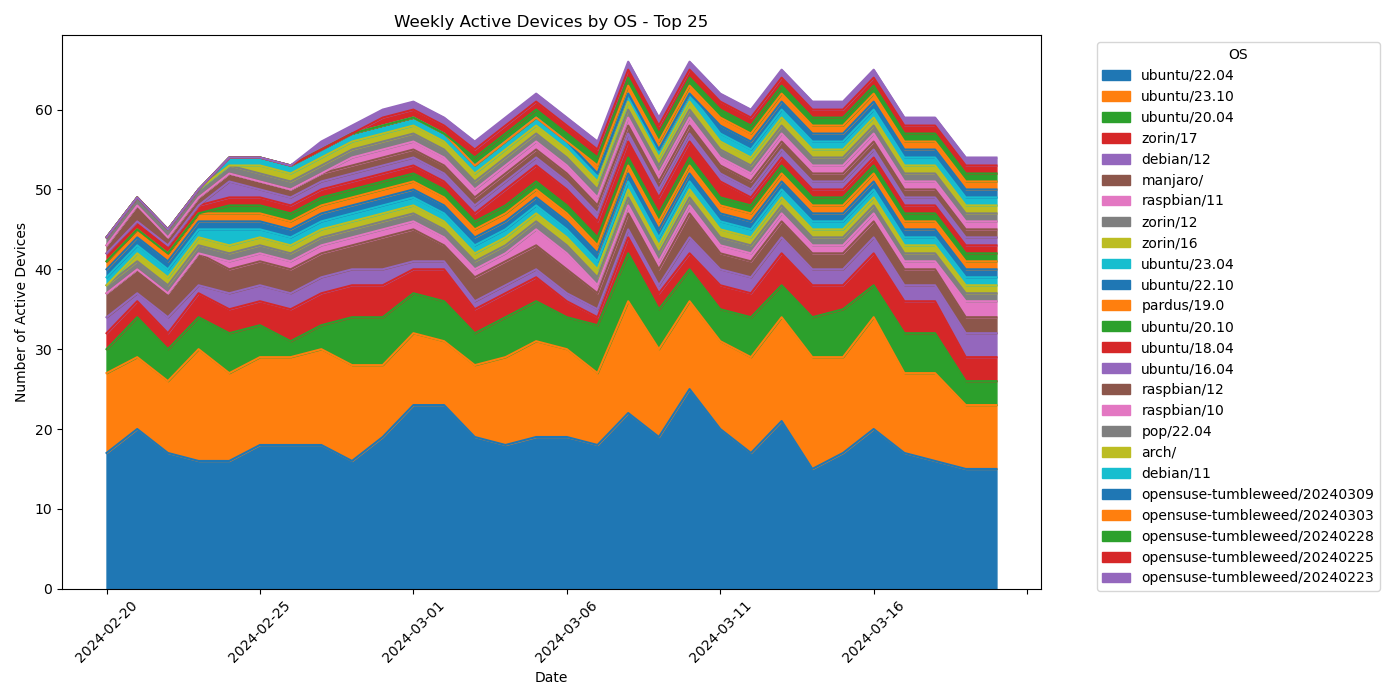 Weekly Active Devices by OS - Top 25
Number of Active Devices
60
50
40
30
20
10
0
2024-02-20
2024-02-25
2024-03-01
2024-03-06
2024-03-11
2024-03-16
Date
OS
ubuntu/22.04
ubuntu/23.10
ubuntu/20.04
zorin/17
debian/12
manjaro/
raspbian/11
zorin/12
zorin/16
ubuntu/23.04
ubuntu/22.10
pardus/19.0
ubuntu/20.10
ubuntu/18.04
ubuntu/16.04
raspbian/12
raspbian/10
pop/22.04
arch/
debian/11
opensuse-tumbleweed/20240309
opensuse-tumbleweed/20240303
opensuse-tumbleweed/20240228
opensuse-tumbleweed/20240225
opensuse-tumbleweed/20240223